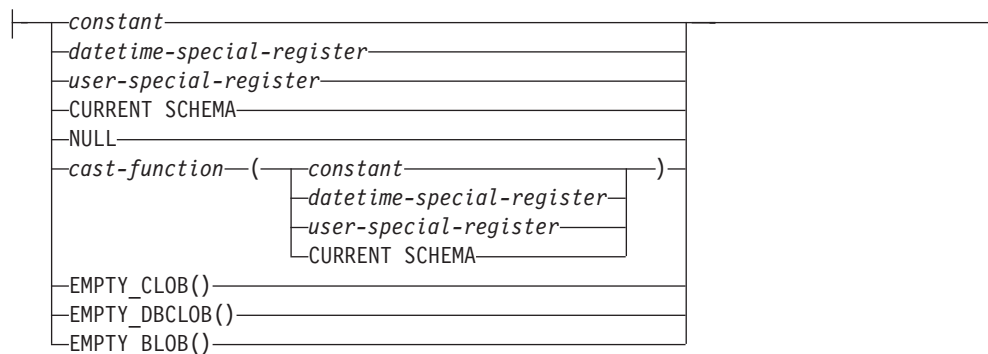 constant
datetime-special-register
user-special-register
CURRENT SCHEMA
NULL
cast-function ( constant )
datetime-special-register
user-special-register
CURRENT SCHEMA
EMPTY_CLOB()
EMPTY_DBCLOB()
EMPTY_BLOB()